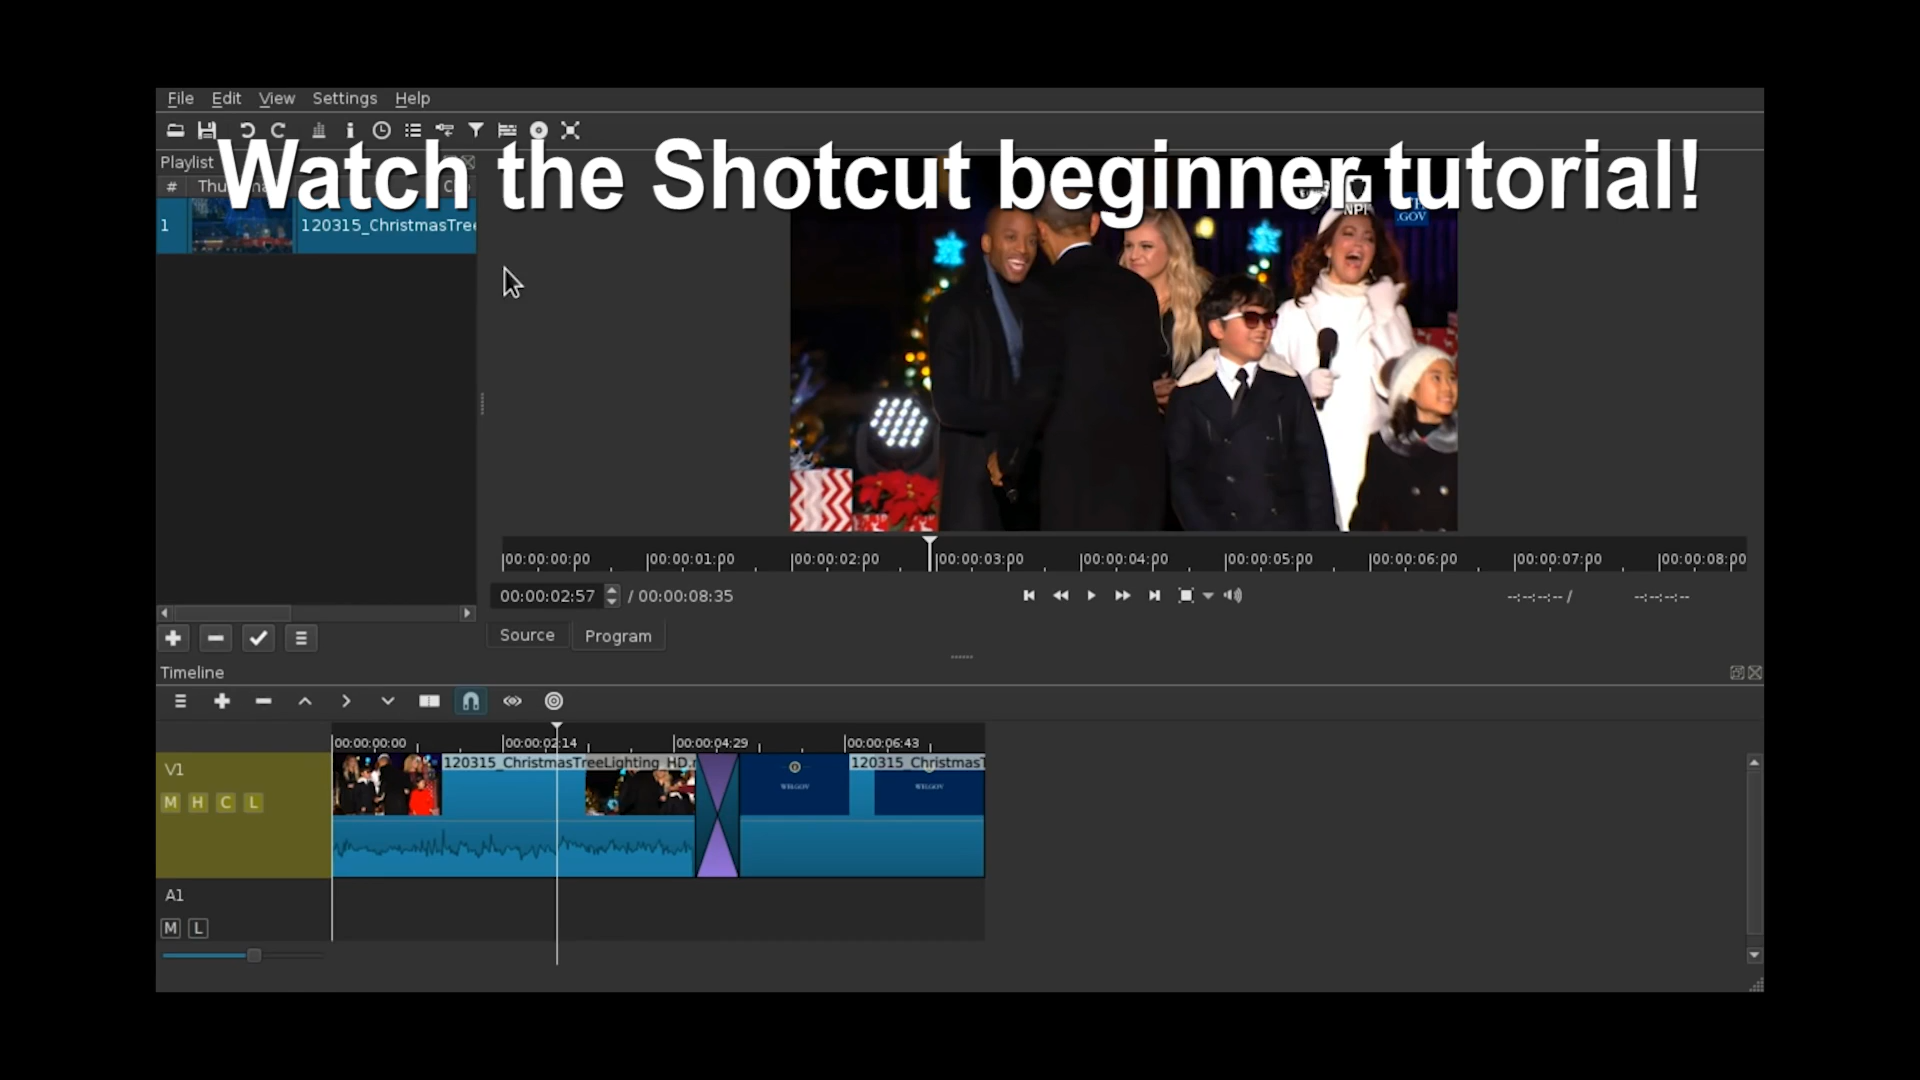 File Edit View Settings Help
Watch the Shotcut beginner tutorial!
Playlist
#
1 120315_ChristmasTree
.GOV
00:00:00:00 00:00:01:00 00:00:02:00 00:00:03:00 00:00:04:00 00:00:05:00 00:00:06:00 00:00:07:00 00:00:08:00
00:00:02:57 / 00:00:08:35 --:--:--:-- / --:--:--:--
Source Program
Timeline
00:00:00:00 00:00:02:14 00:00:04:29 00:00:06:43
V1 120315_ChristmasTreeLighting_HD. 120315_ChristmasT
M H C L
A1
M L